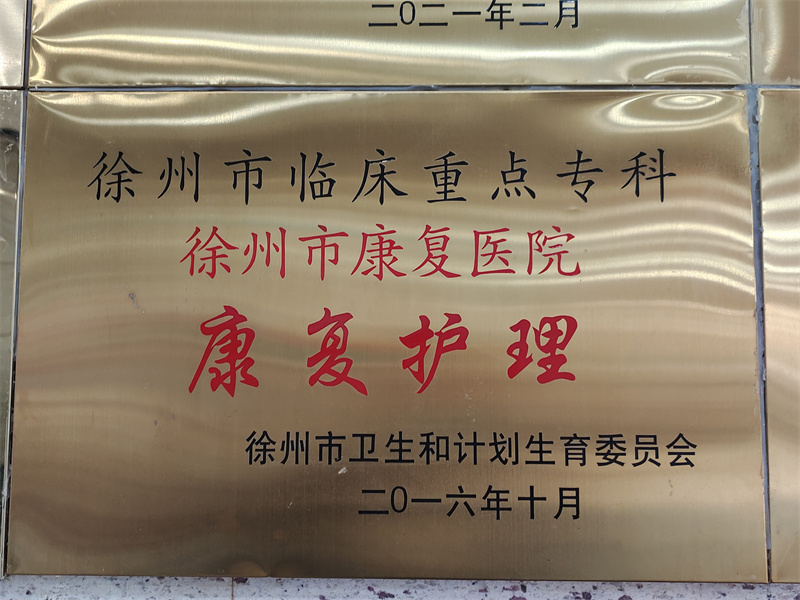 二〇二一年二月
徐州市临床重点专科
徐州市康复医院
康复护理
徐州市卫生和计划生育委员会
二〇一六年十月